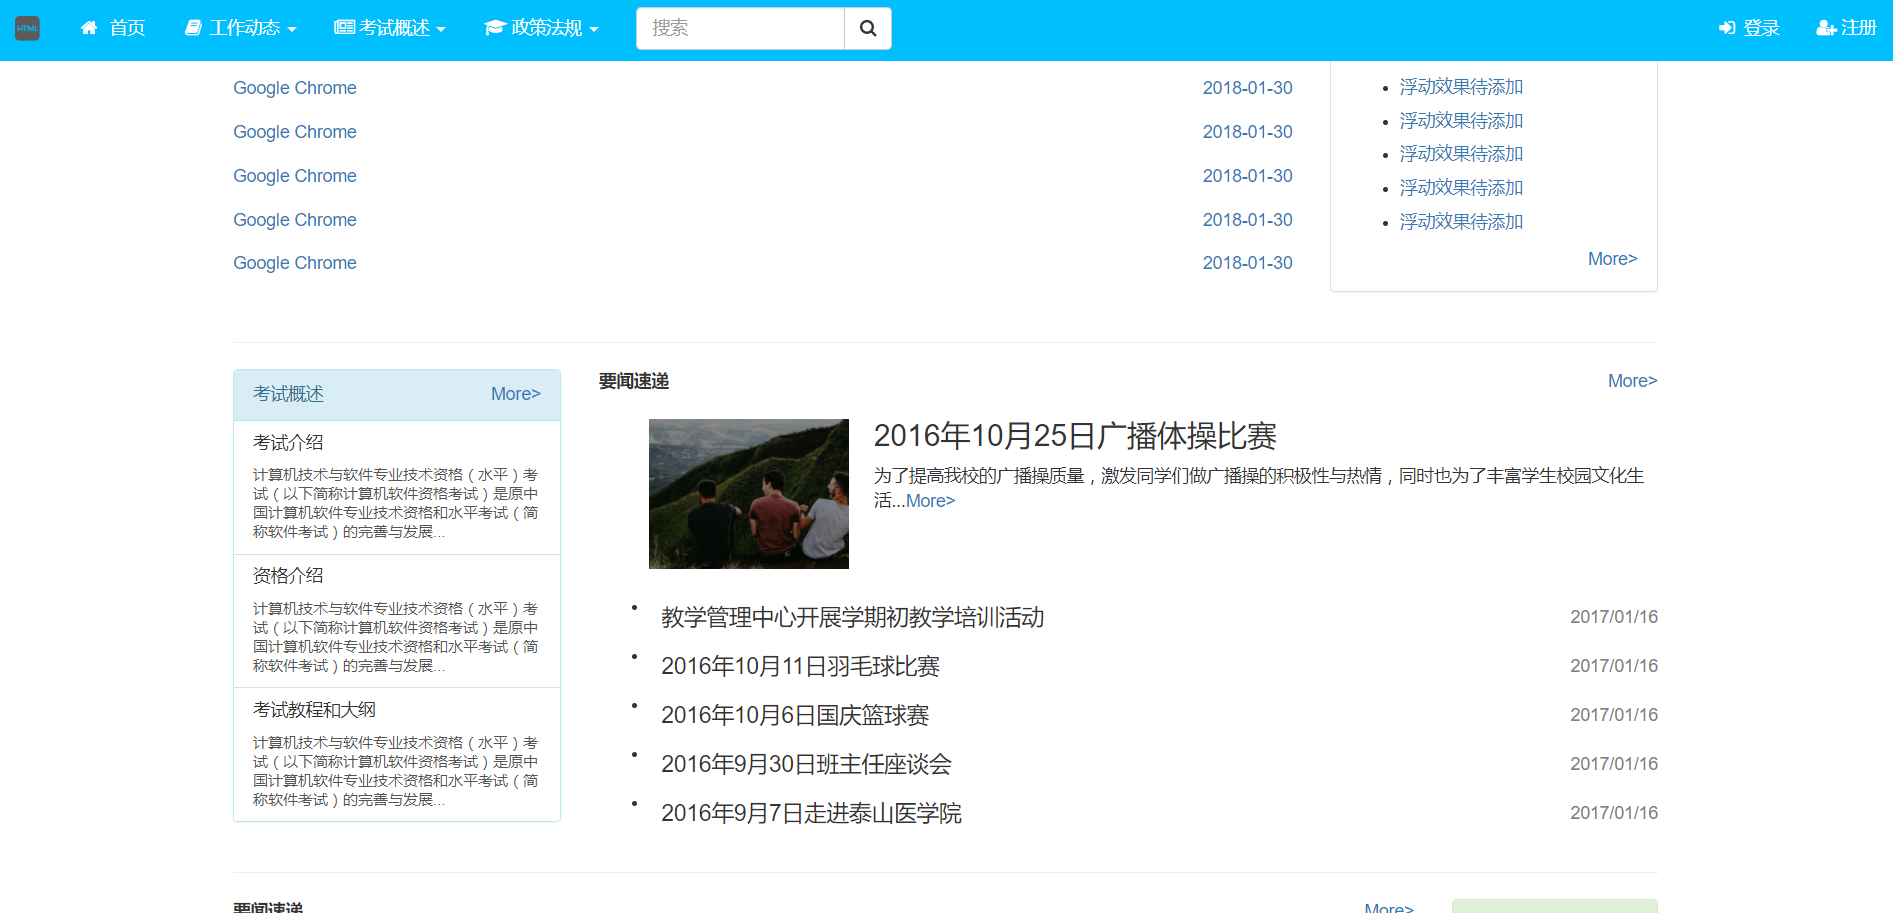 HTML 首页 工作动态 考试概述 政策法规 搜索 登录 注册
Google Chrome 2018-01-30
Google Chrome 2018-01-30
Google Chrome 2018-01-30
Google Chrome 2018-01-30
Google Chrome 2018-01-30
浮动效果待添加
浮动效果待添加
浮动效果待添加
浮动效果待添加
浮动效果待添加
More>
考试概述 More>
考试介绍
计算机技术与软件专业技术资格（水平）考
试（以下简称计算机软件资格考试）是原中
国计算机软件专业技术资格和水平考试（简
称软件考试）的完善与发展...
资格介绍
计算机技术与软件专业技术资格（水平）考
试（以下简称计算机软件资格考试）是原中
国计算机软件专业技术资格和水平考试（简
称软件考试）的完善与发展...
考试教程和大纲
计算机技术与软件专业技术资格（水平）考
试（以下简称计算机软件资格考试）是原中
国计算机软件专业技术资格和水平考试（简
称软件考试）的完善与发展...
要闻速递 More>
2016年10月25日广播体操比赛
为了提高我校的广播操质量，激发同学们做广播操的积极性与热情，同时也为了丰富学生校园文化生
活...More>
教学管理中心开展学期初教学培训活动 2017/01/16
2016年10月11日羽毛球比赛 2017/01/16
2016年10月6日国庆篮球赛 2017/01/16
2016年9月30日班主任座谈会 2017/01/16
2016年9月7日走进泰山医学院 2017/01/16
要闻速递 More>